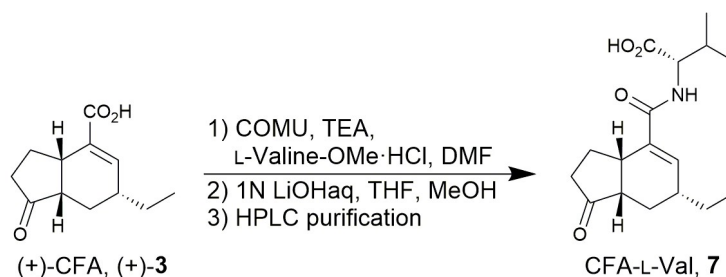 CO₂H
H
O
H
(+)-CFA, (+)-3
1) COMU, TEA,
L-Valine-OMe·HCl, DMF
2) 1N LiOHaq, THF, MeOH
3) HPLC purification
HO₂C
O
NH
H
O
H
CFA-L-Val, 7